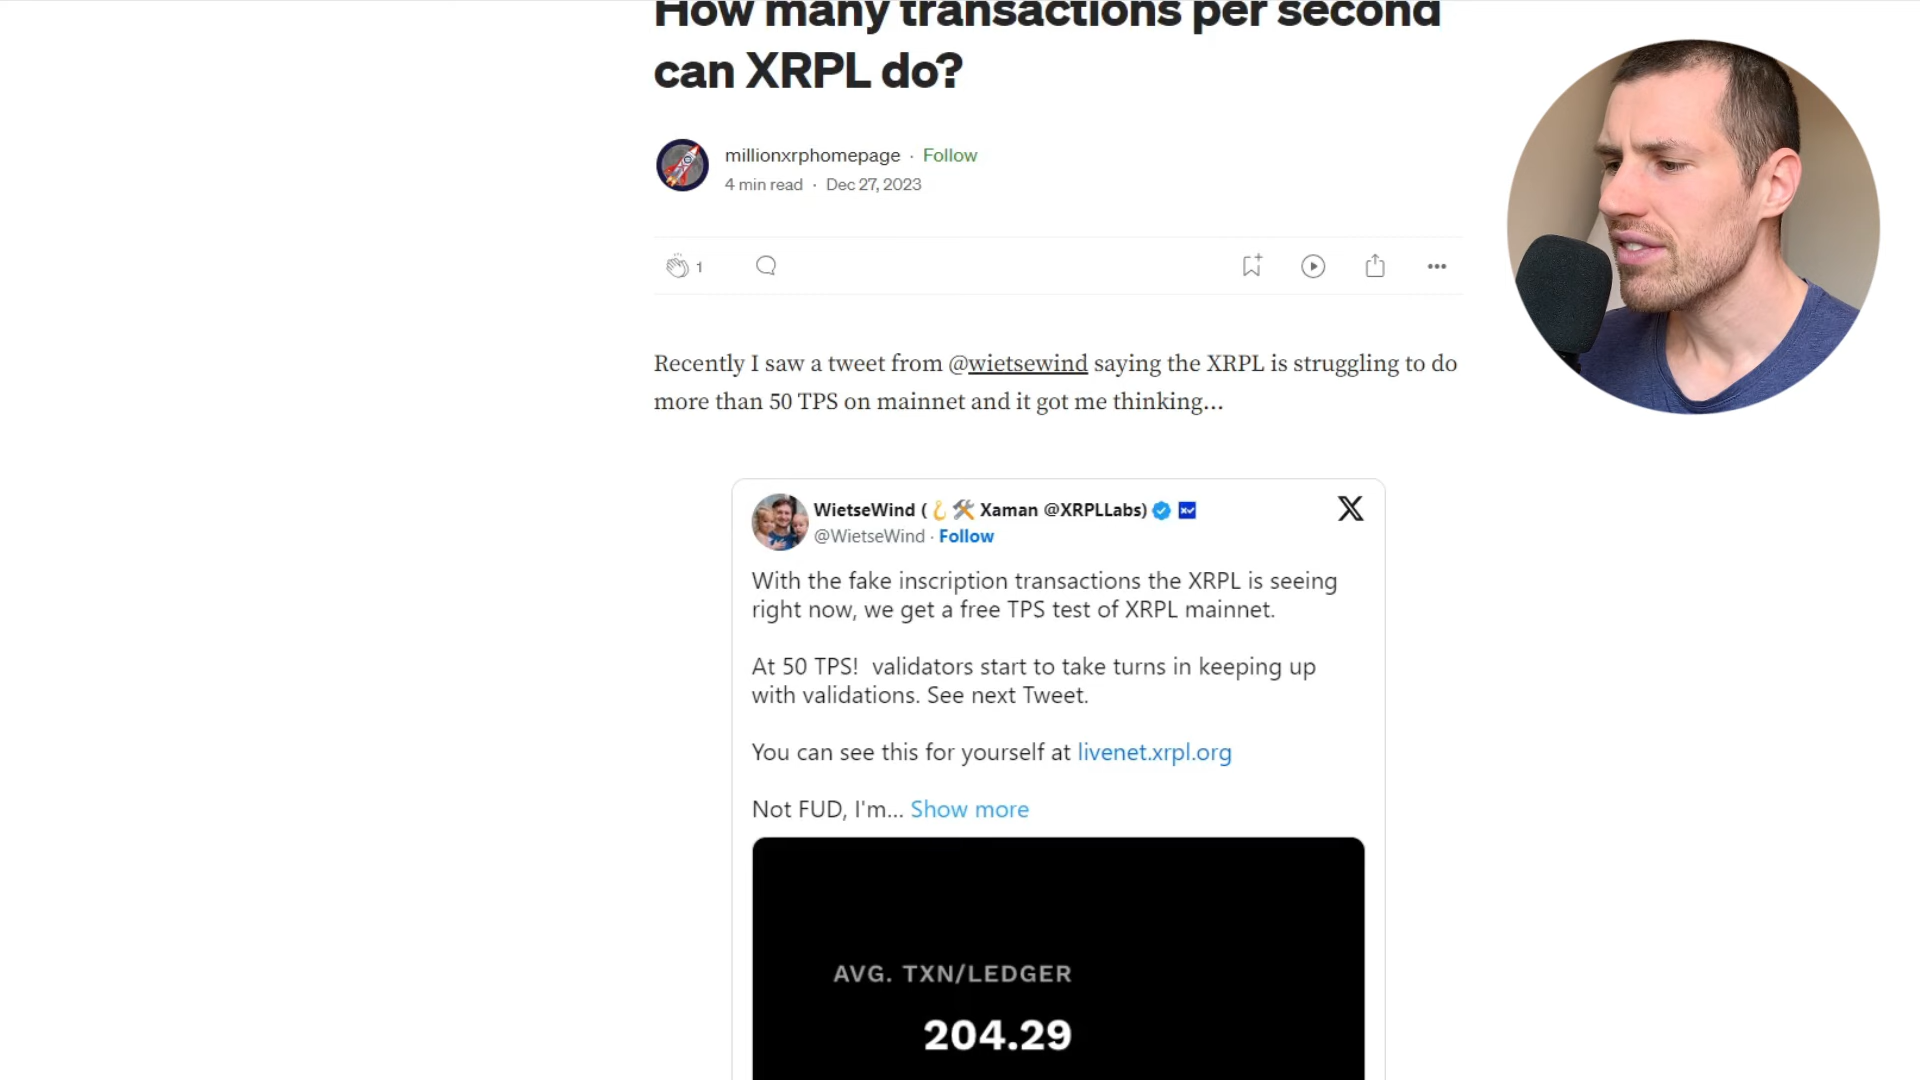 How many transactions per second
can XRPL do?
millionxrphomepage · Follow
4 min read · Dec 27, 2023
1
Recently I saw a tweet from @wietsewind saying the XRPL is struggling to do
more than 50 TPS on mainnet and it got me thinking…
WietseWind ( 🪝🛠 Xaman @XRPLLabs)
@WietseWind · Follow
With the fake inscription transactions the XRPL is seeing
right now, we get a free TPS test of XRPL mainnet.
At 50 TPS!  validators start to take turns in keeping up
with validations. See next Tweet.
You can see this for yourself at livenet.xrpl.org
Not FUD, I'm... Show more
AVG. TXN/LEDGER
204.29